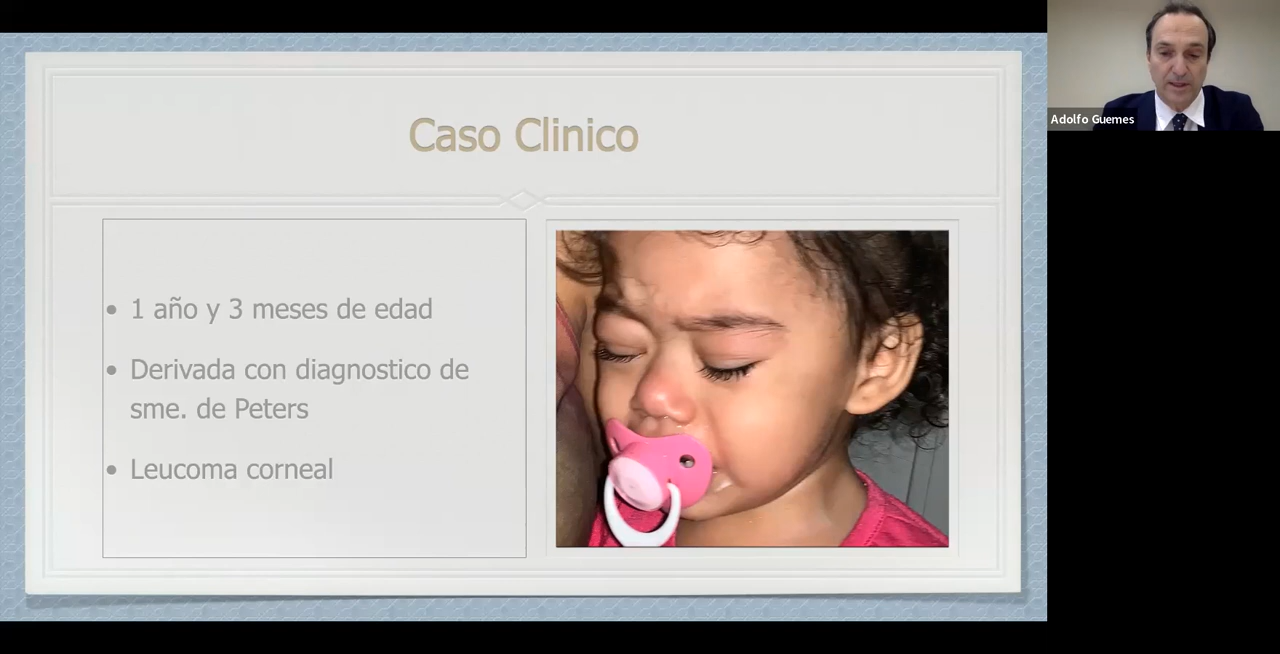 Caso Clinico
1 año y 3 meses de edad
Derivada con diagnostico de
sme. de Peters
Leucoma corneal
Adolfo Guemes